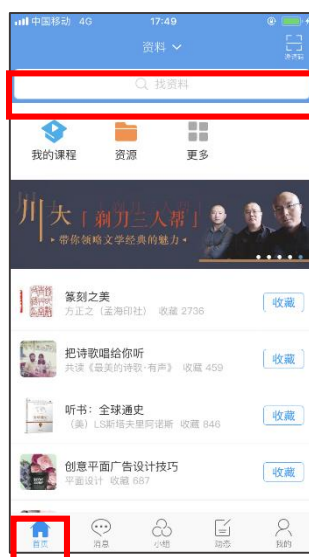 中国移动 4G 17:49
资料
邀请码
找资料
我的课程 资源 更多
川大「剃刀三人帮」
·带你领略文学经典的魅力·
篆刻之美
方正之（孟海印社） 收藏 2736
收藏
把诗歌唱给你听
共读《最美的诗歌·有声》 收藏 459
收藏
听书：全球通史
（美）LS斯塔夫里阿诺斯 收藏 846
收藏
创意平面广告设计技巧
平面设计 收藏 687
收藏
首页 消息 小组 动态 我的